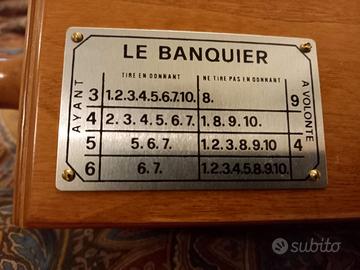 LE BANQUIER
TIRE EN DONNANT NE TIRE PAS EN DONNANT
AYANT
3 1.2.3.4.5.6.7.10. 8. 9
4 2. 3. 4. 5. 6. 7. 1. 8. 9. 10.
5 5.6.7. 1.2.3.8.9.10 4
6 6.7. 1.2.3.4.5.8.9.10.
A VOLONTE
subito